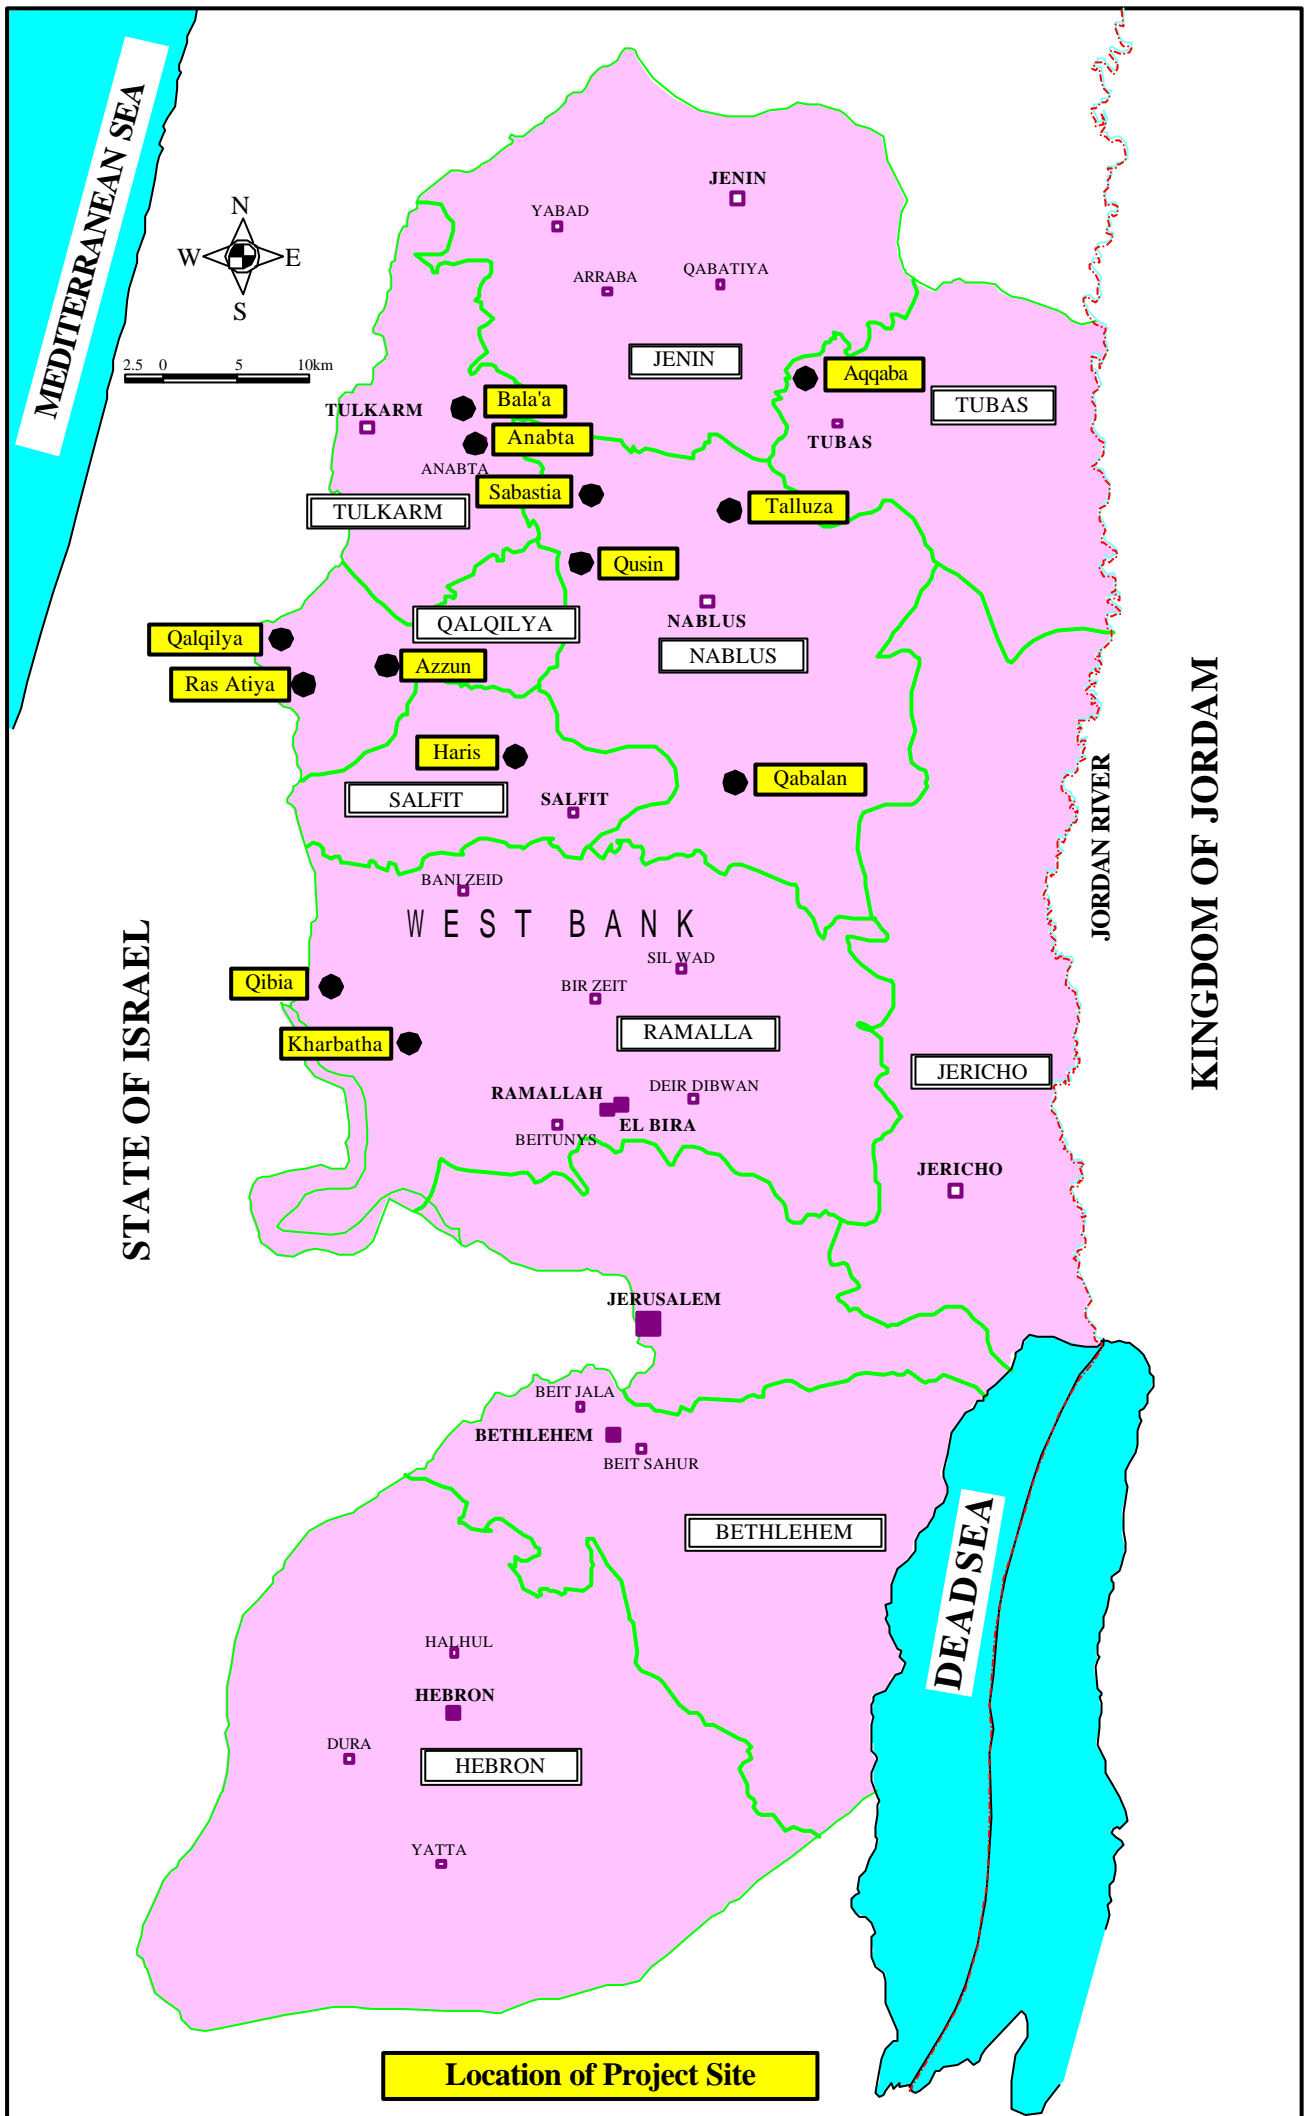 MEDITERRANEAN SEA
N
W
E
S
2.5 0 5 10km
JENIN
YABAD
ARRABA
QABATIYA
JENIN
Aqqaba
TUBAS
TUBAS
Bala'a
TULKARM
Anabta
ANABTA
Sabastia
TULKARM
Talluza
Qusin
NABLUS
QALQILYA
NABLUS
Qalqilya
Azzun
Ras Atiya
Haris
Qabalan
SALFIT
SALFIT
JORDAN RIVER
KINGDOM OF JORDAM
BANI ZEID
WEST BANK
SIL WAD
BIR ZEIT
Qibia
RAMALLA
Kharbatha
STATE OF ISRAEL
JERICHO
RAMALLAH
DEIR DIBWAN
EL BIRA
BEITUNYS
JERICHO
JERUSALEM
BEIT JALA
BETHLEHEM
BEIT SAHUR
BETHLEHEM
DEADSEA
HALHUL
HEBRON
DURA
HEBRON
YATTA
Location of Project Site